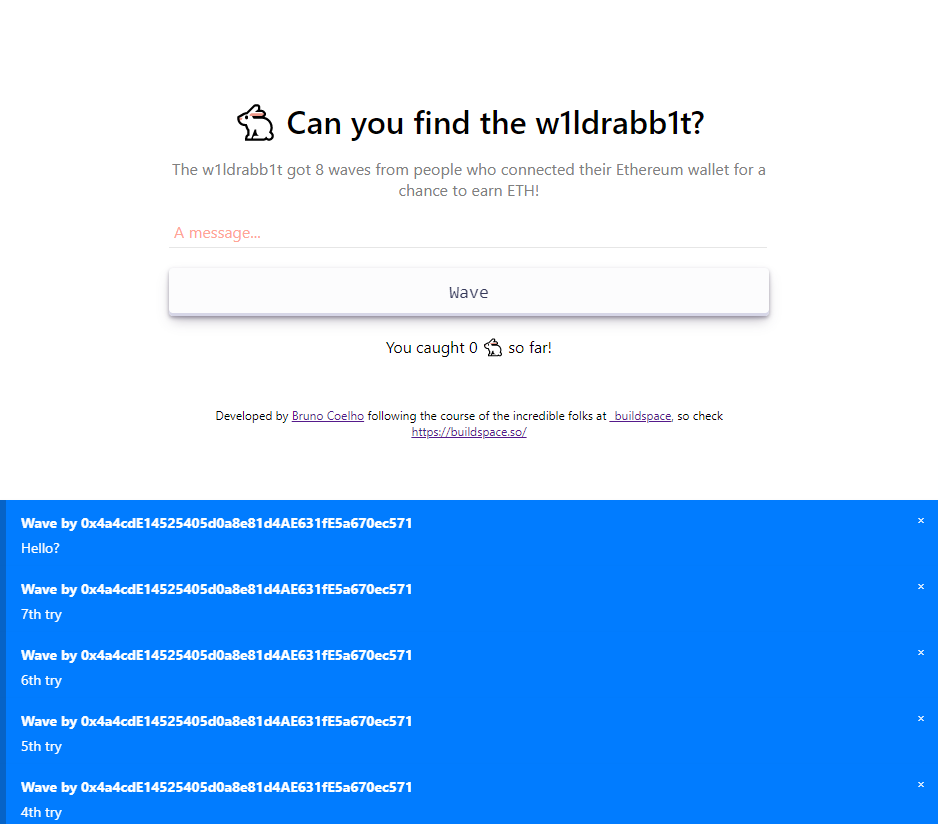 Can you find the w1ldrabb1t?
The w1ldrabb1t got 8 waves from people who connected their Ethereum wallet for a
chance to earn ETH!
A message...
Wave
You caught 0 so far!
Developed by Bruno Coelho following the course of the incredible folks at _buildspace, so check
https://buildspace.so/
Wave by 0x4a4cdE14525405d0a8e81d4AE631fE5a670ec571 ×
Hello?
Wave by 0x4a4cdE14525405d0a8e81d4AE631fE5a670ec571 ×
7th try
Wave by 0x4a4cdE14525405d0a8e81d4AE631fE5a670ec571 ×
6th try
Wave by 0x4a4cdE14525405d0a8e81d4AE631fE5a670ec571 ×
5th try
Wave by 0x4a4cdE14525405d0a8e81d4AE631fE5a670ec571 ×
4th try